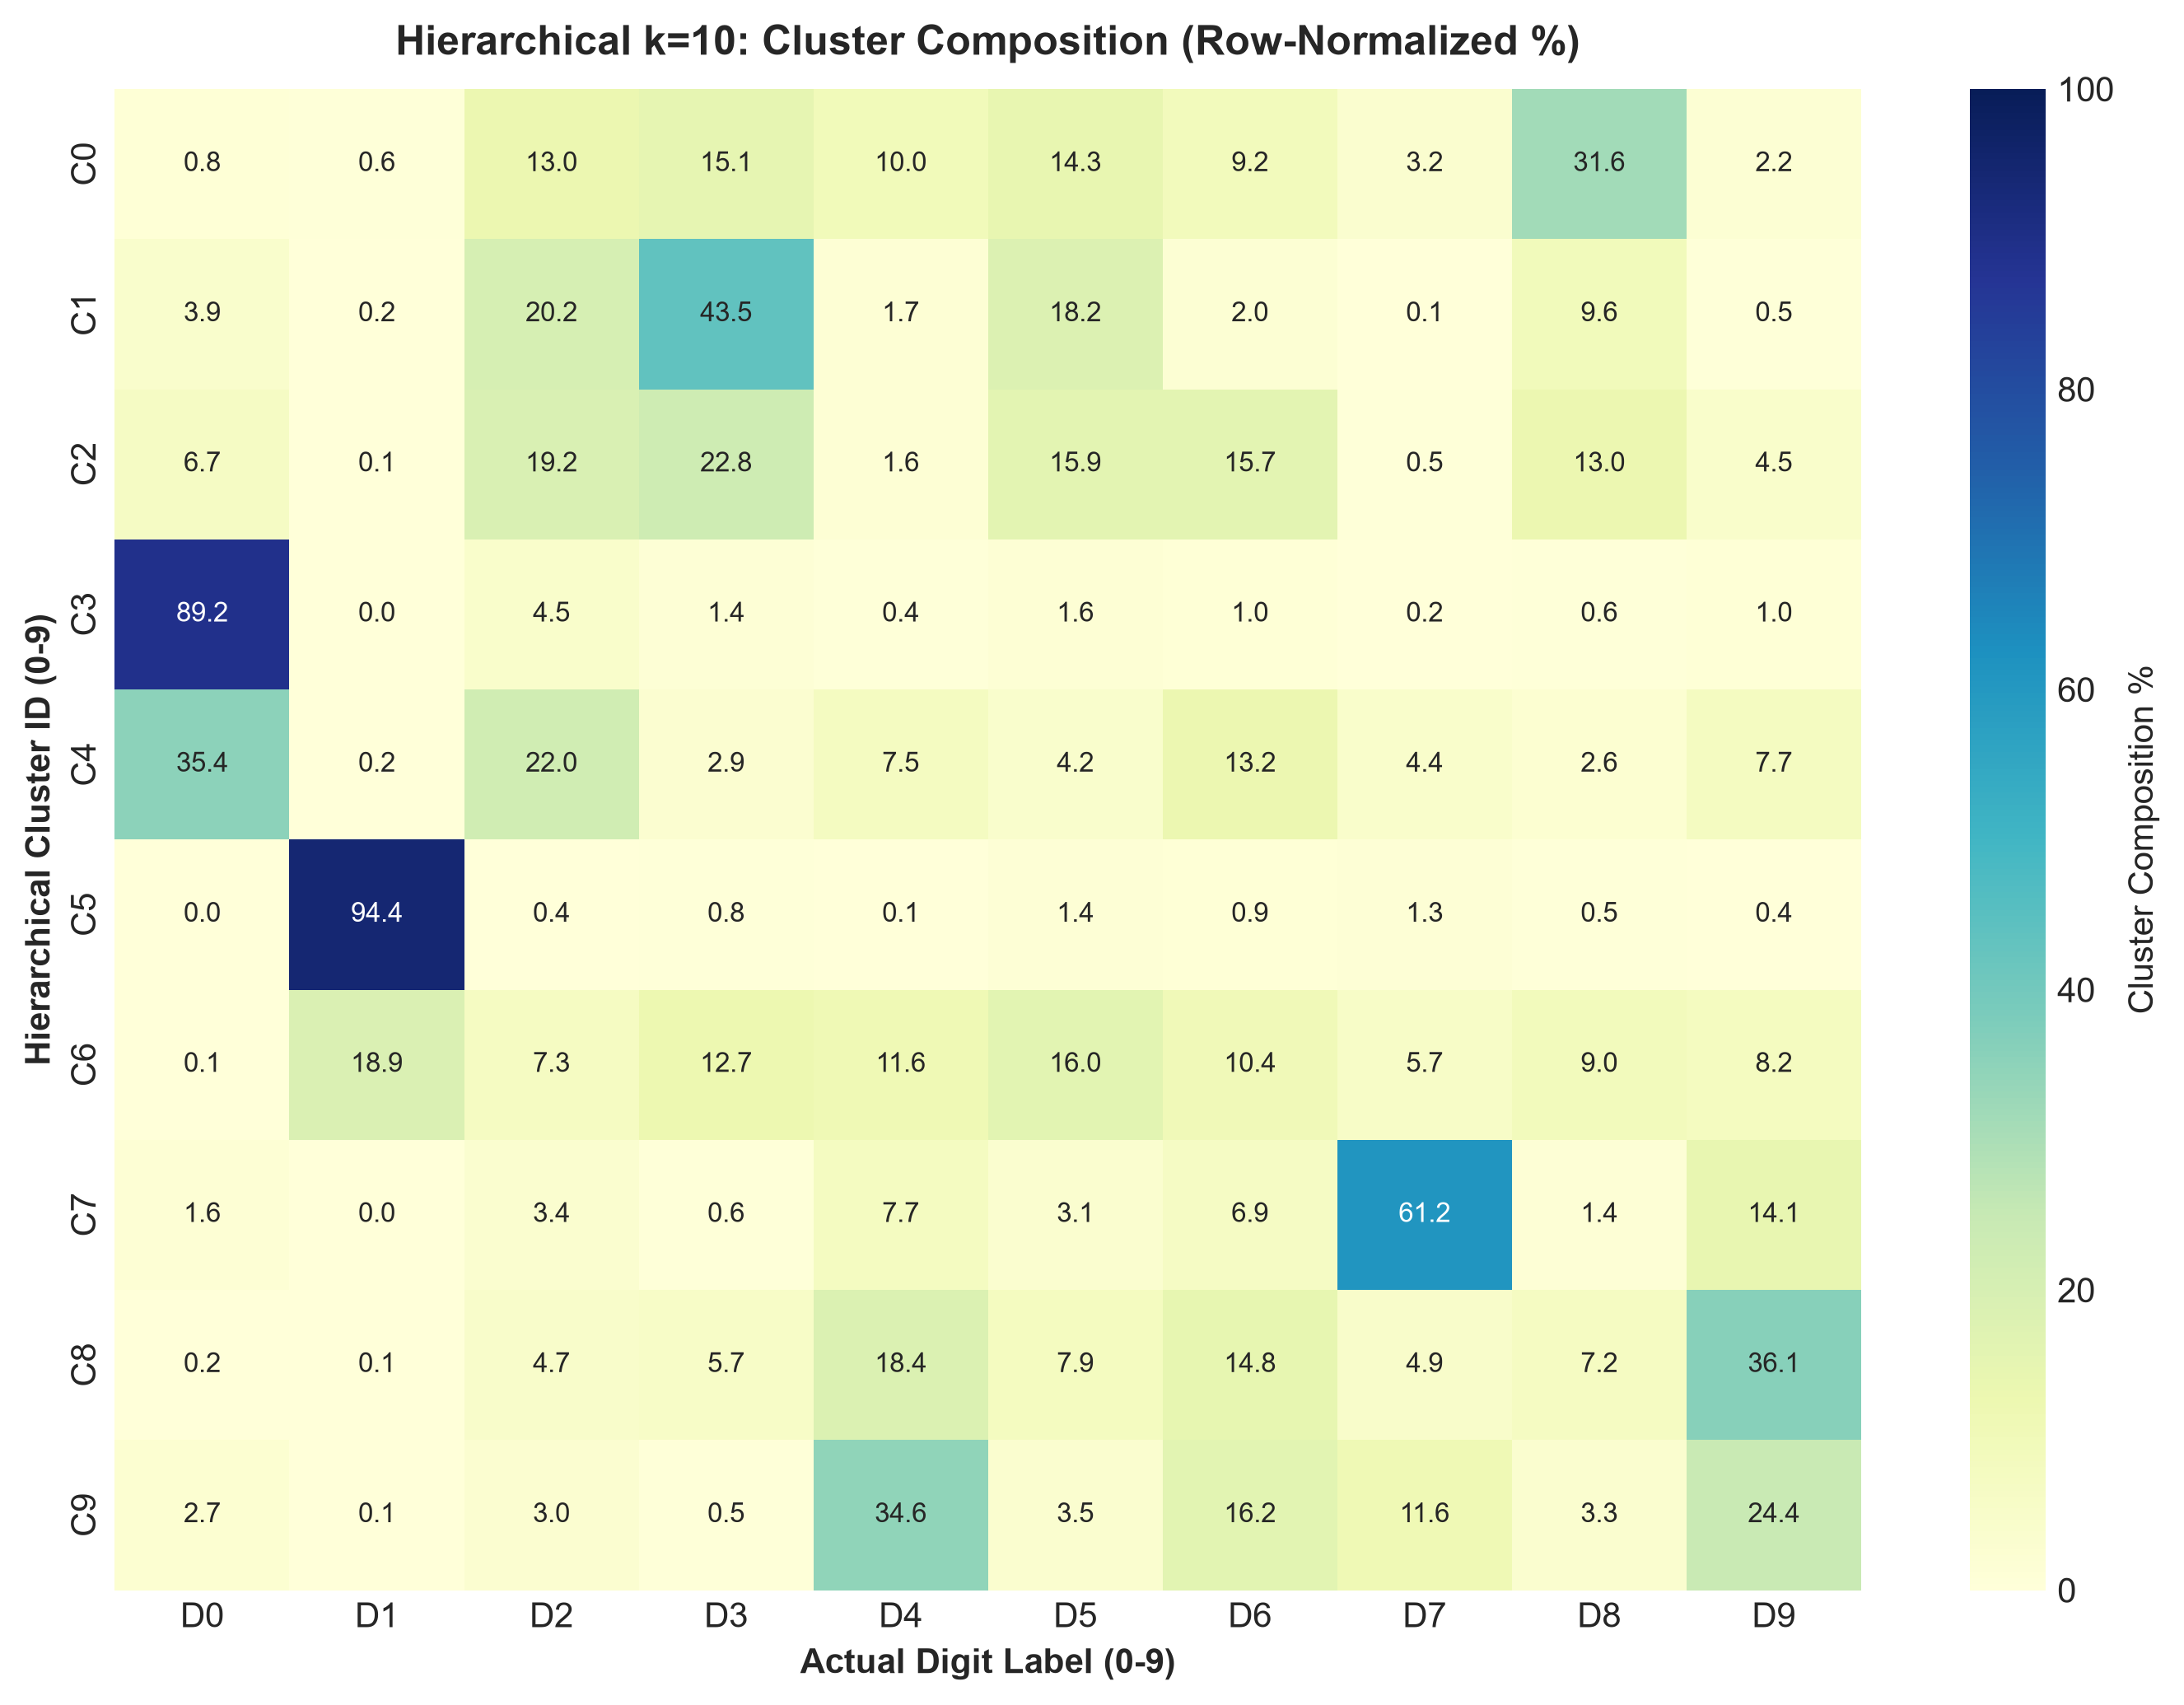 Hierarchical k=10: Cluster Composition (Row-Normalized %)
Hierarchical Cluster ID (0-9)
C0 0.8 0.6 13.0 15.1 10.0 14.3 9.2 3.2 31.6 2.2
C1 3.9 0.2 20.2 43.5 1.7 18.2 2.0 0.1 9.6 0.5
C2 6.7 0.1 19.2 22.8 1.6 15.9 15.7 0.5 13.0 4.5
C3 89.2 0.0 4.5 1.4 0.4 1.6 1.0 0.2 0.6 1.0
C4 35.4 0.2 22.0 2.9 7.5 4.2 13.2 4.4 2.6 7.7
C5 0.0 94.4 0.4 0.8 0.1 1.4 0.9 1.3 0.5 0.4
C6 0.1 18.9 7.3 12.7 11.6 16.0 10.4 5.7 9.0 8.2
C7 1.6 0.0 3.4 0.6 7.7 3.1 6.9 61.2 1.4 14.1
C8 0.2 0.1 4.7 5.7 18.4 7.9 14.8 4.9 7.2 36.1
C9 2.7 0.1 3.0 0.5 34.6 3.5 16.2 11.6 3.3 24.4
D0 D1 D2 D3 D4 D5 D6 D7 D8 D9
Actual Digit Label (0-9)
100
80
60
40
20
0
Cluster Composition %